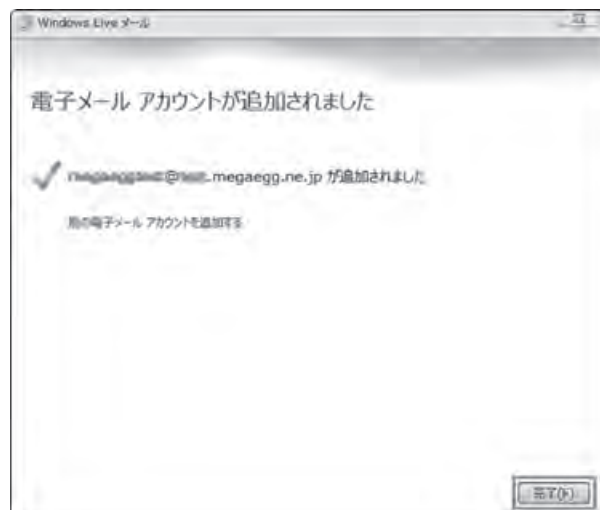 Windows Live メール
電子メール アカウントが追加されました
.megaegg.ne.jp が追加されました
別の電子メール アカウントを追加する
完了(F)